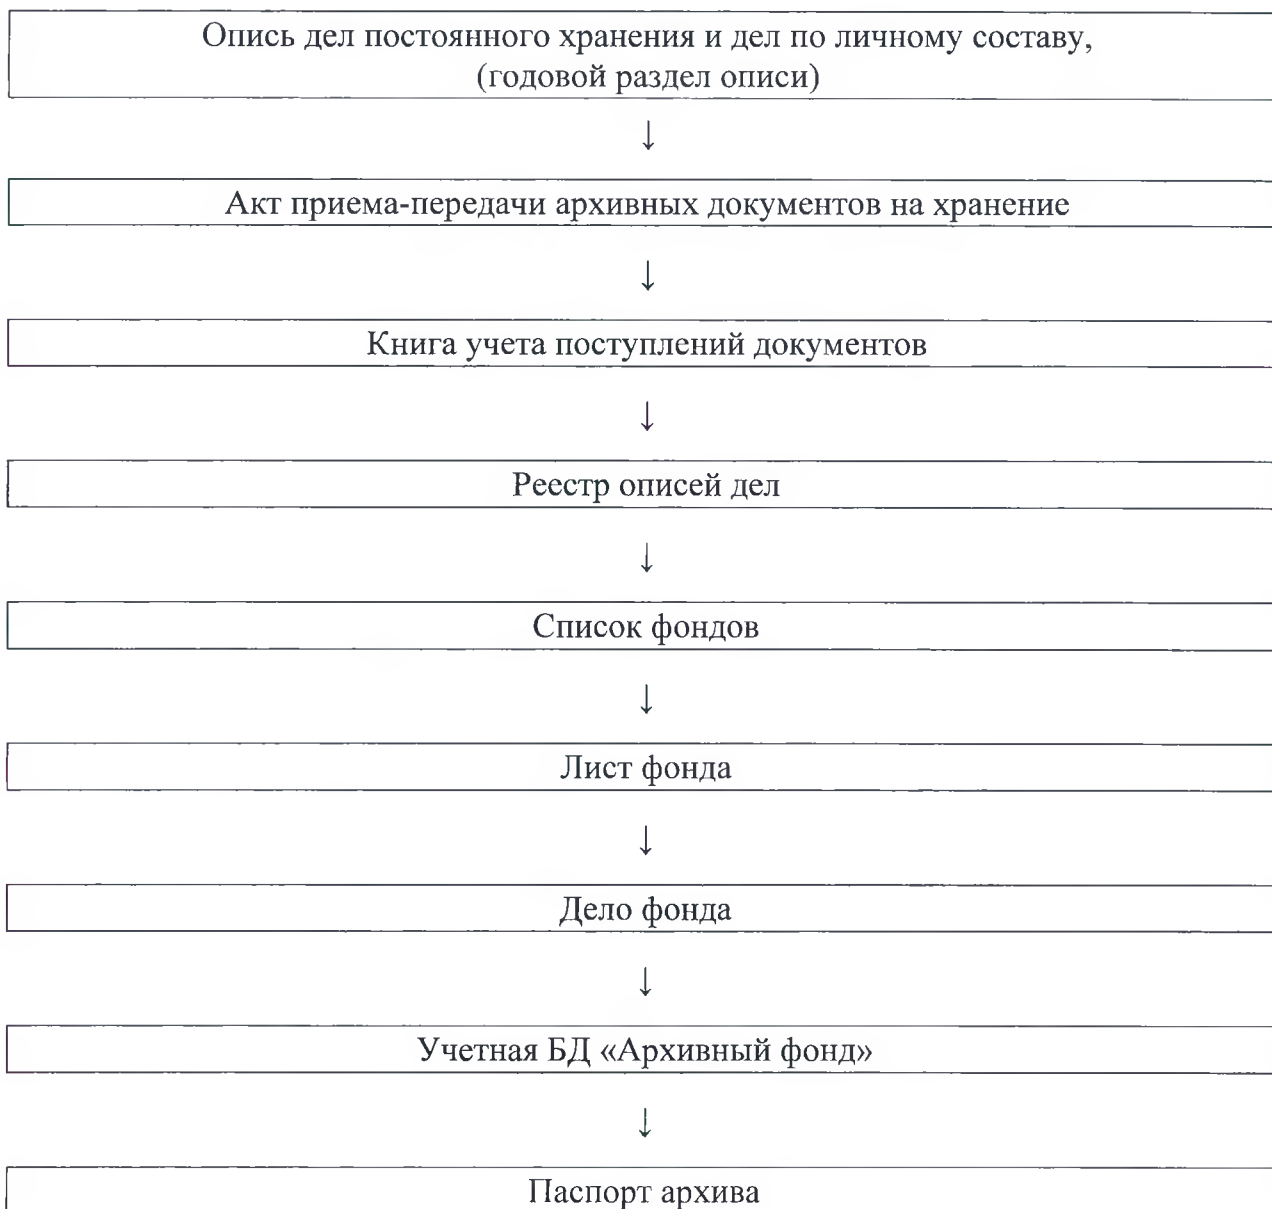 Опись дел постоянного хранения и дел по личному составу,
(годовой раздел описи)
↓
Акт приема-передачи архивных документов на хранение
↓
Книга учета поступлений документов
↓
Реестр описей дел
↓
Список фондов
↓
Лист фонда
↓
Дело фонда
↓
Учетная БД «Архивный фонд»
↓
Паспорт архива